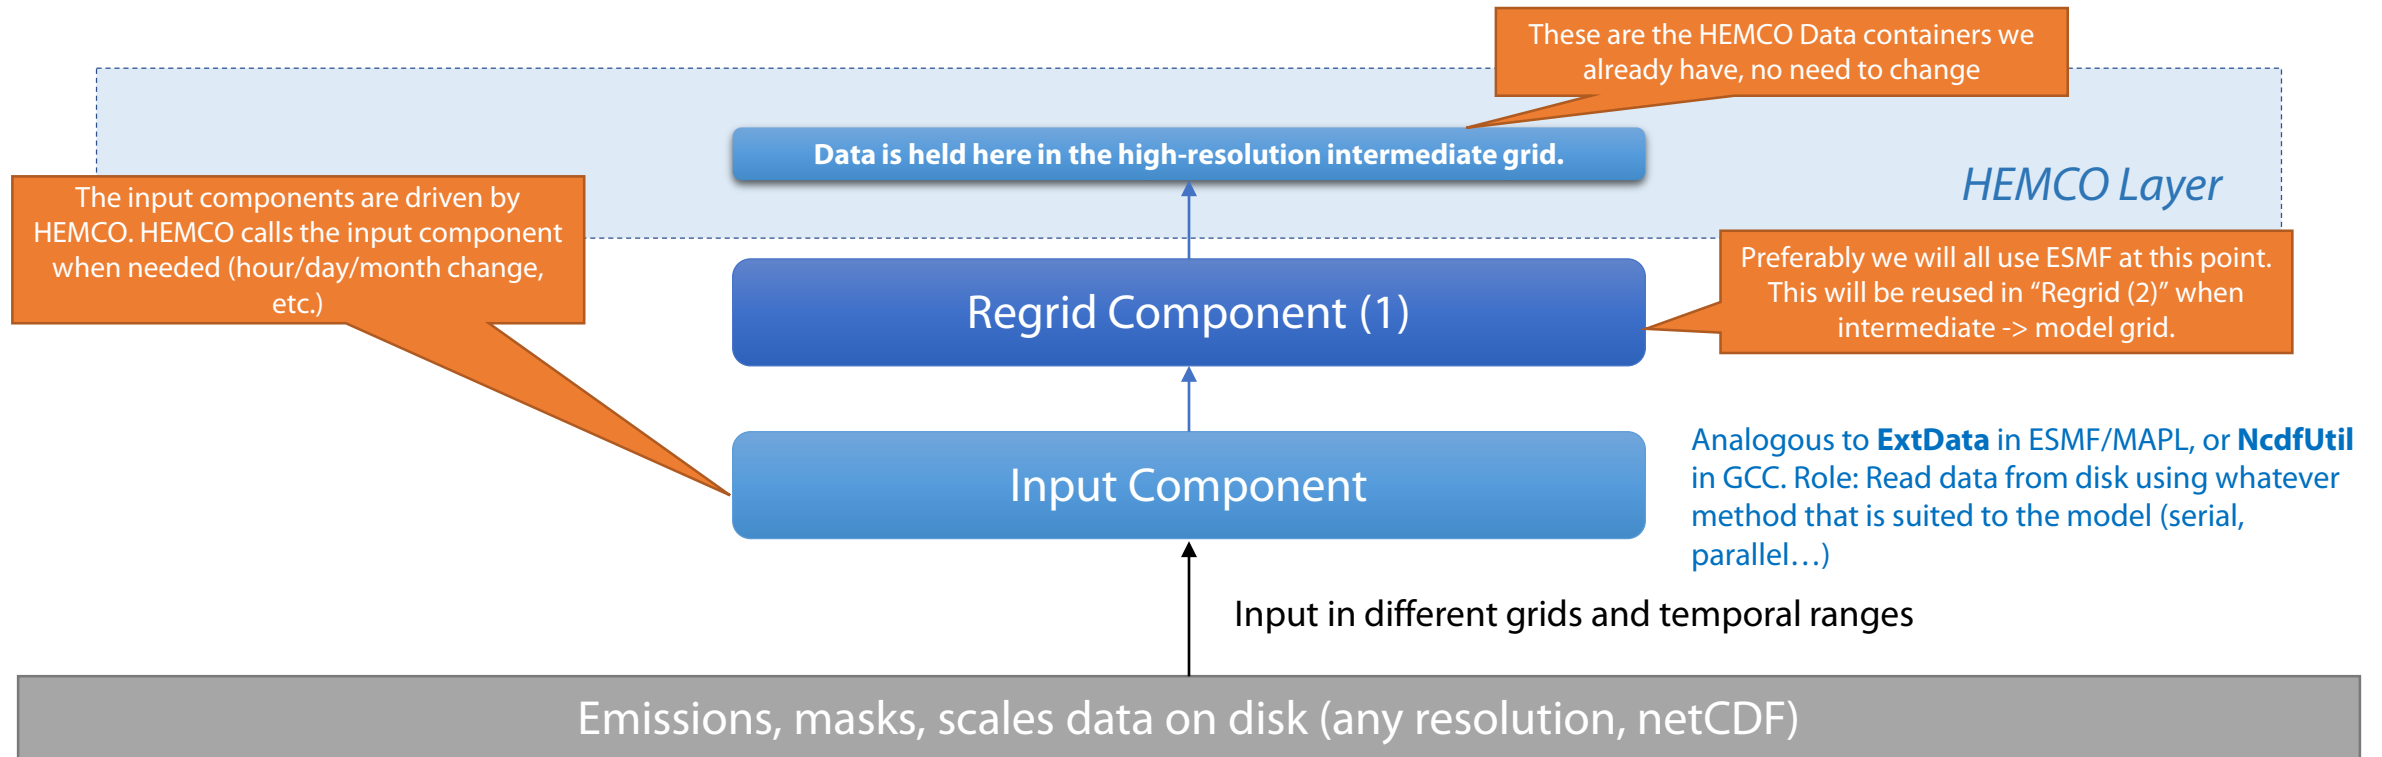 These are the HEMCO Data containers we
already have, no need to change
Data is held here in the high-resolution intermediate grid.
HEMCO Layer
The input components are driven by
HEMCO. HEMCO calls the input component
when needed (hour/day/month change,
etc.)
Regrid Component (1)
Preferably we will all use ESMF at this point.
This will be reused in “Regrid (2)” when
intermediate -> model grid.
Input Component
Analogous to ExtData in ESMF/MAPL, or NcdfUtil
in GCC. Role: Read data from disk using whatever
method that is suited to the model (serial,
parallel…)
Input in different grids and temporal ranges
Emissions, masks, scales data on disk (any resolution, netCDF)